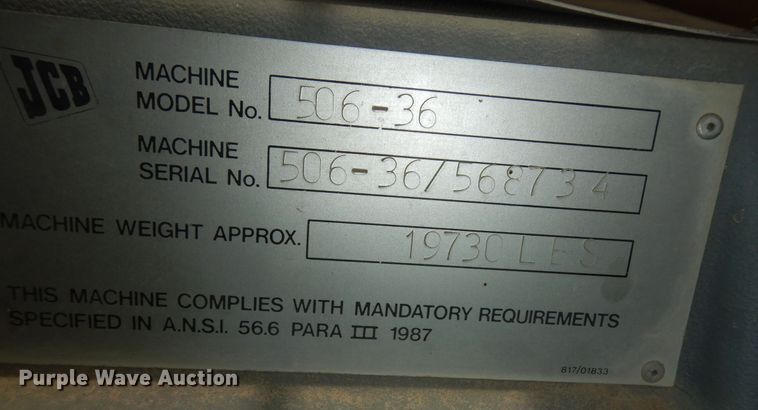 JCB
MACHINE
MODEL No.
506-36
MACHINE
SERIAL No.
506-36/568734
MACHINE WEIGHT APPROX.
19730 LBS
THIS MACHINE COMPLIES WITH MANDATORY REQUIREMENTS
SPECIFIED IN A.N.S.I. 56.6 PARA III 1987
817/01833
Purple Wave Auction